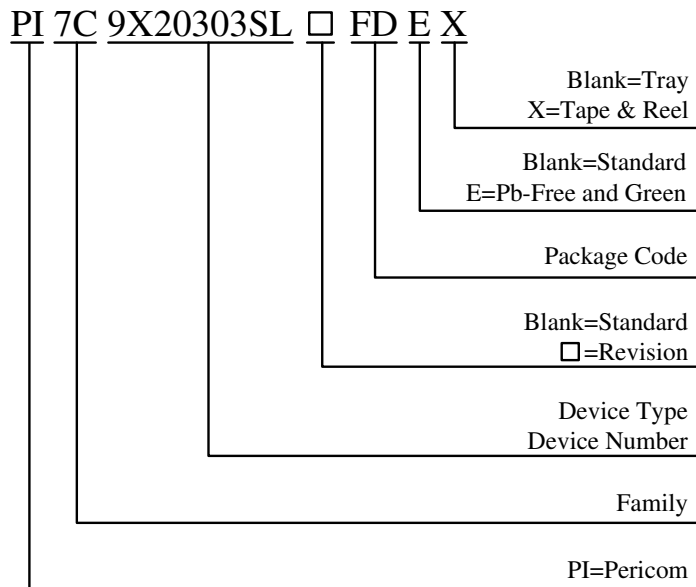 PI 7C 9X20303SL □ FD E X
Blank=Tray
X=Tape & Reel
Blank=Standard
E=Pb-Free and Green
Package Code
Blank=Standard
□=Revision
Device Type
Device Number
Family
PI=Pericom